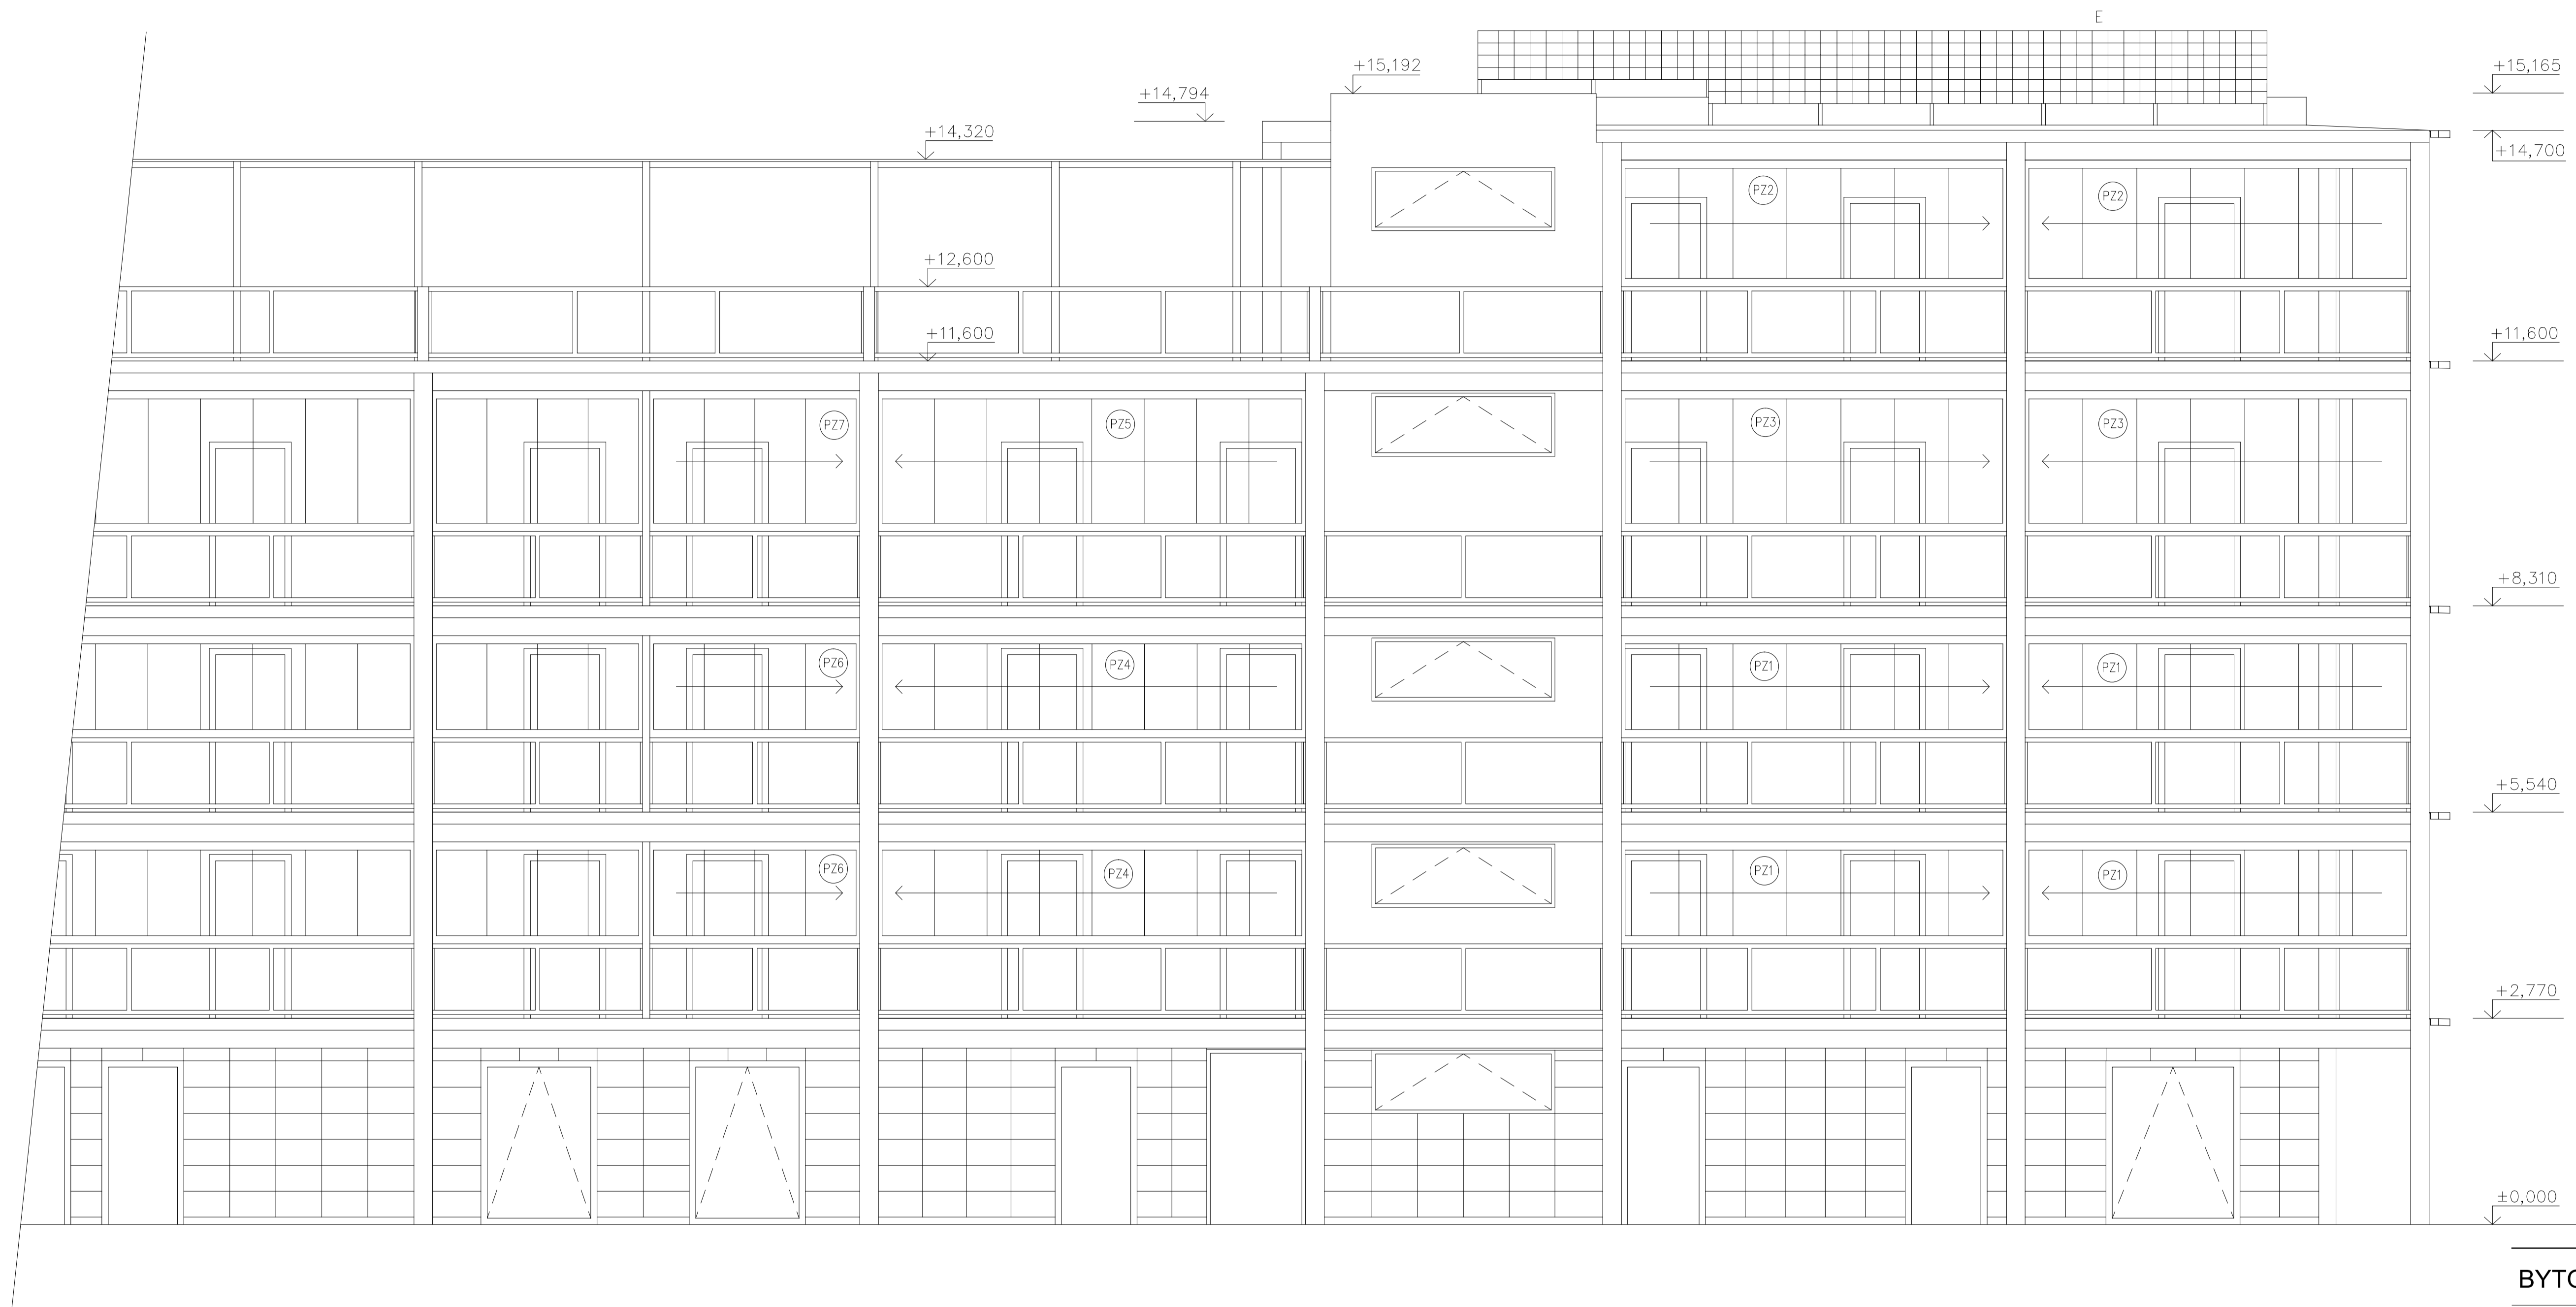 E
+15,192
+15,165
+14,794
+14,320
+14,700
PZ2
PZ2
+12,600
+11,600
+11,600
PZ7
PZ5
PZ3
PZ3
+8,310
PZ6
PZ4
PZ1
PZ1
+5,540
PZ6
PZ4
PZ1
PZ1
+2,770
±0,000